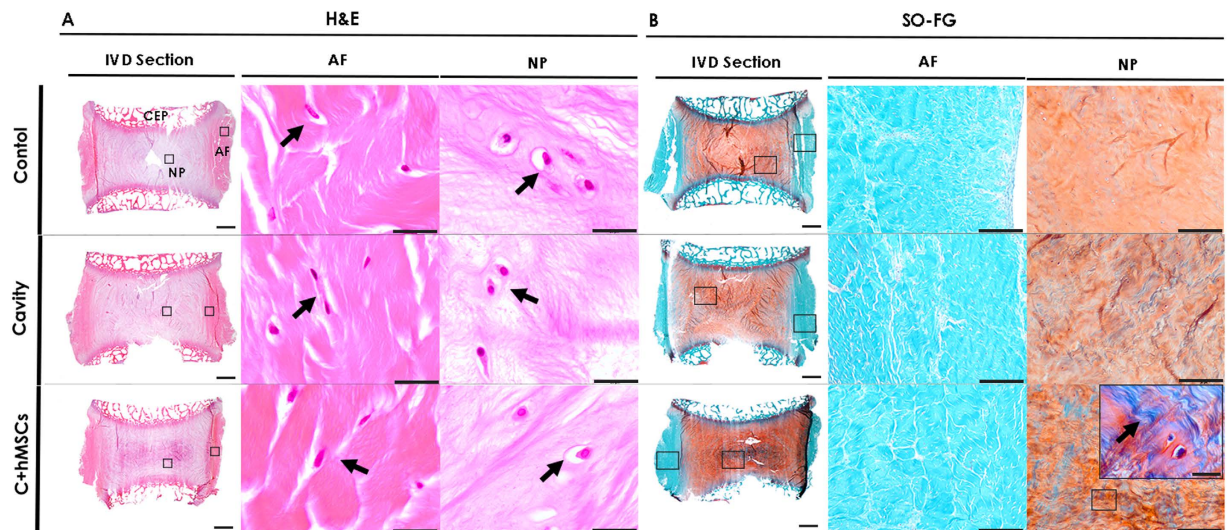 A H&E B SO-FG
IVD Section AF NP IVD Section AF NP
Contol
CEP
AF
NP
Cavity
C+hMSCs